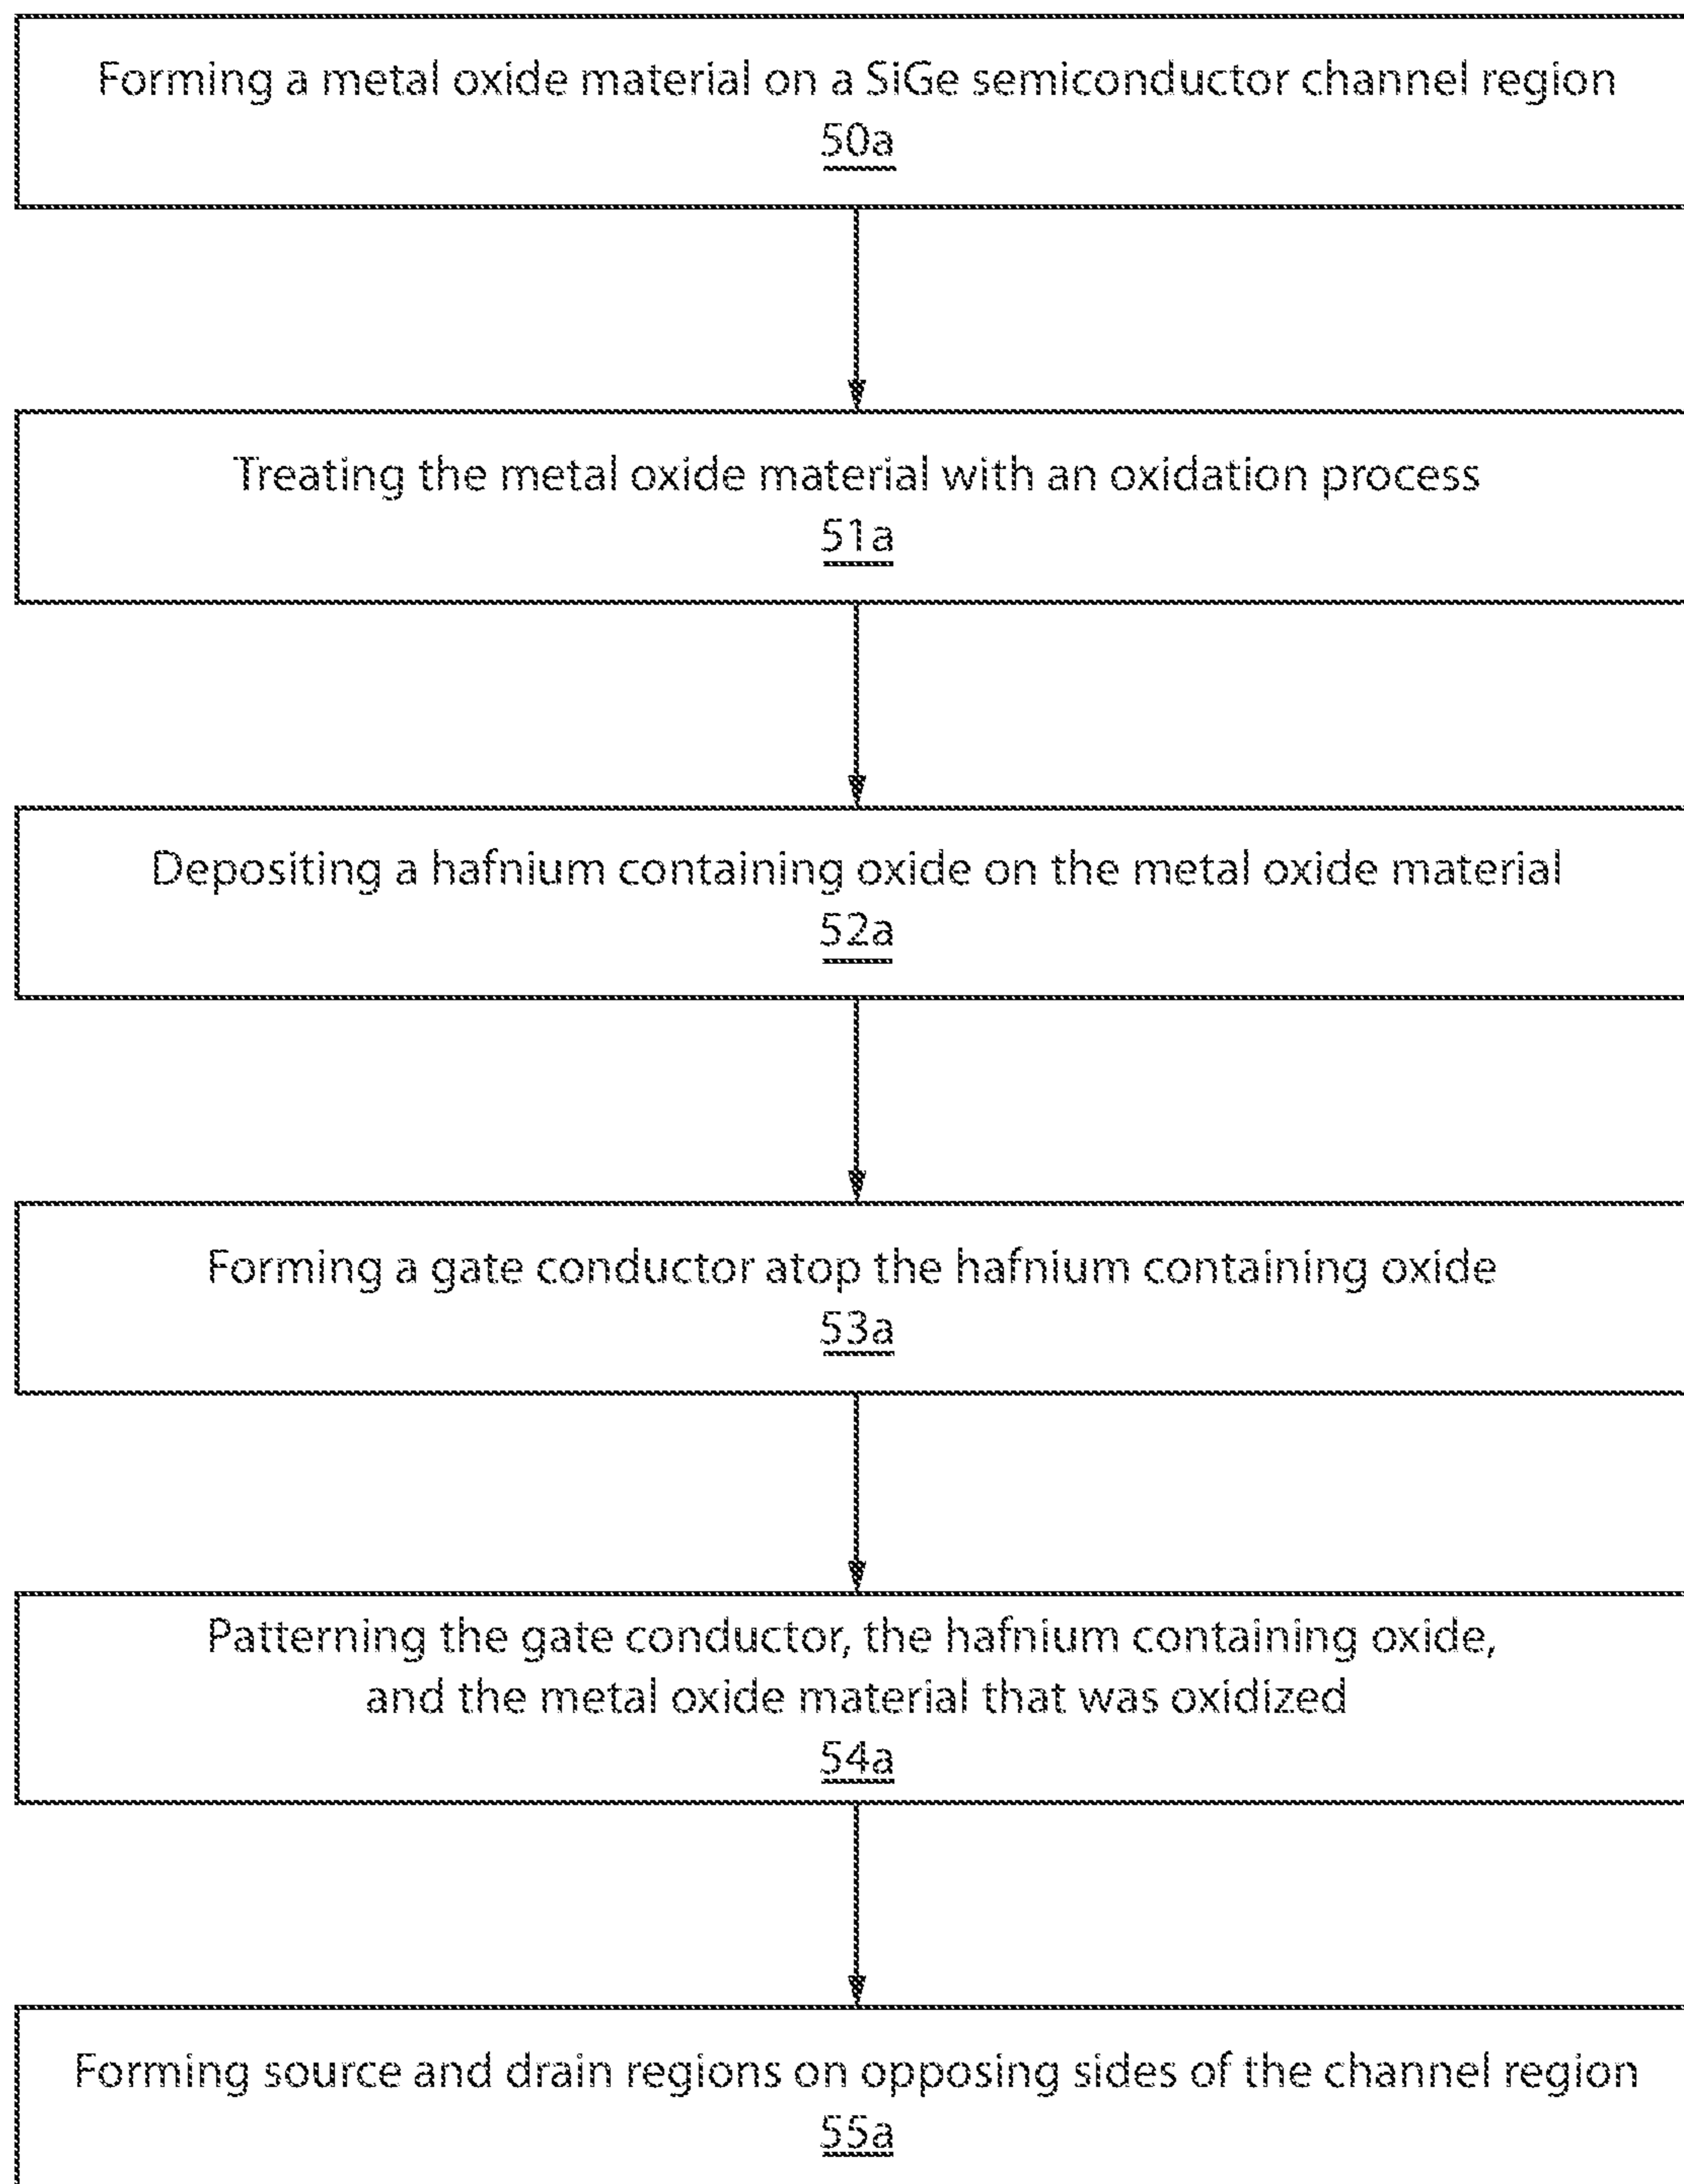 Forming a metal oxide material on a SiGe semiconductor channel region
50a
Treating the metal oxide material with an oxidation process
51a
Depositing a hafnium containing oxide on the metal oxide material
52a
Forming a gate conductor atop the hafnium containing oxide
53a
Patterning the gate conductor, the hafnium containing oxide,
and the metal oxide material that was oxidized
54a
Forming source and drain regions on opposing sides of the channel region
55a